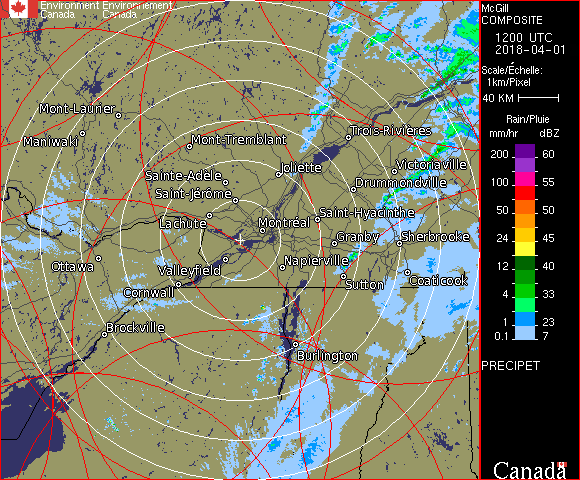 Environment Environnement
Canada Canada
McGill
COMPOSITE
1200 UTC
2018-04-01
Scale/Échelle:
1km/Pixel
40 KM
Rain/Pluie
mm/hr dBZ
200 60
100 55
50 50
24 45
12 40
4 33
1 23
0.1 7
PRECIPET
Canada
Mont-Laurier
Maniwaki
Mont-Tremblant
Trois-Rivières
Joliette
Victoriaville
Sainte-Adèle
Drummondville
Saint-Jérôme
Lachute
Saint-Hyacinthe
Montréal
Granby
Sherbrooke
Ottawa
Valleyfield
Napierville
Cornwall
Sutton
Coaticook
Brockville
Burlington